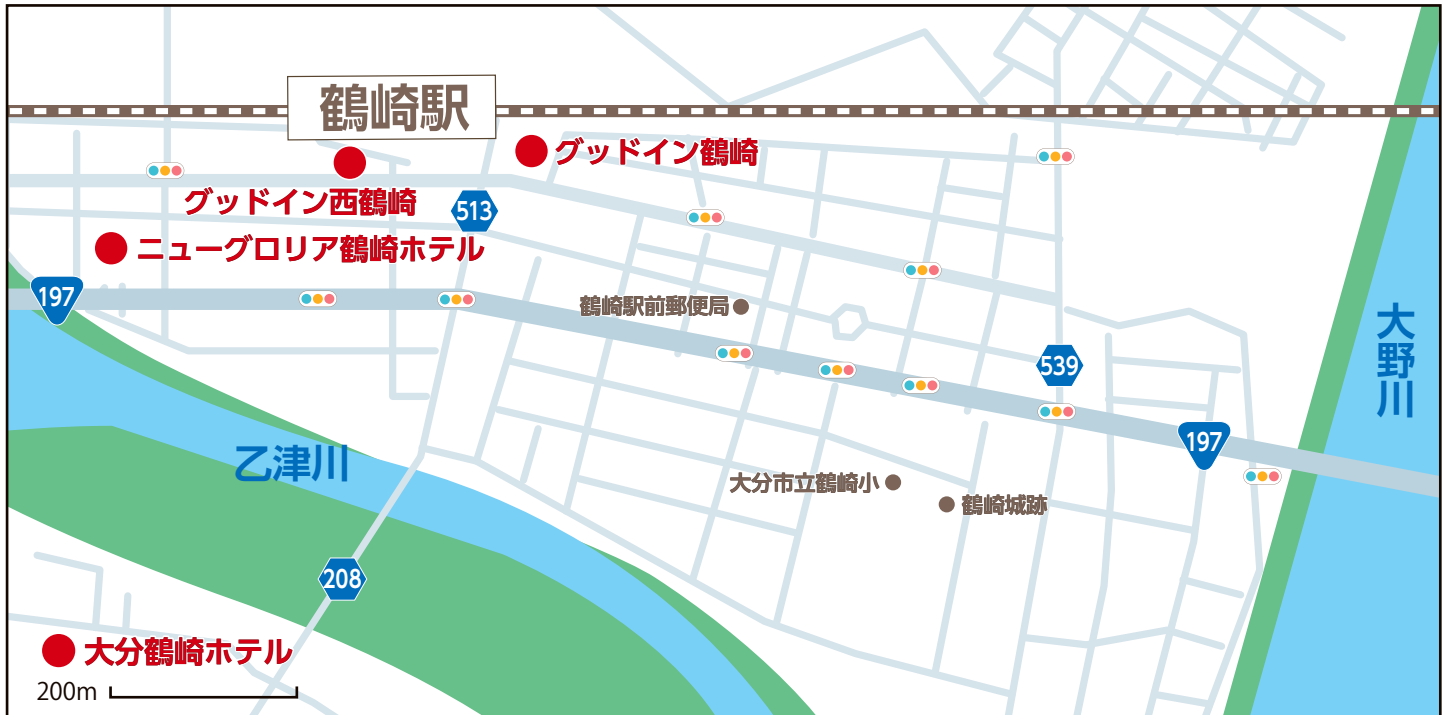 鶴崎駅
グッドイン鶴崎
グッドイン西鶴崎
513
ニューグロリア鶴崎ホテル
197
鶴崎駅前郵便局
大野川
539
197
乙津川
大分市立鶴崎小
鶴崎城跡
208
大分鶴崎ホテル
200m